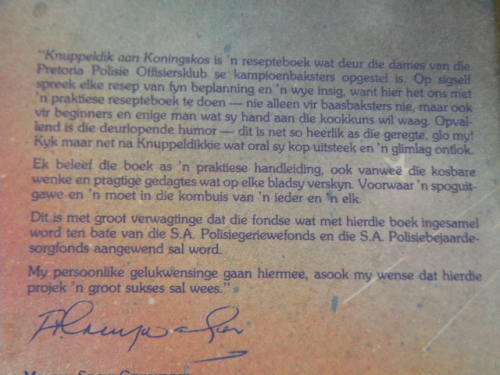 “Knuppeldik aan Koningskos is ’n resepteboek wat deur die dames van die
Pretoria Polisie Offisiersklub se kampioenbaksters opgestel is. Op sigself
spreek elke resep van fyn beplanning en ’n wye insig, want hier het ons met
’n praktiese resepteboek te doen — nie alleen vir baasbaksters nie, maar ook
vir beginners en enige man wat sy hand aan die kookkuns wil waag. Opval-
lend is die deurlopende humor — dit is net so heerlik as die geregte, glo my!
Kyk maar net na Knuppeldikkie wat oral sy kop uitsteek en ’n glimlag ontlok.
Ek beleef die boek as ’n praktiese handleiding, ook vanweë die kosbare
wenke en pragtige gedagtes wat op elke bladsy verskyn. Voorwaar ’n spoguit-
gawe en ’n moet in die kombuis van ’n ieder en ’n elk.
Dit is met groot verwagtinge dat die fondse wat met hierdie boek ingesamel
word ten bate van die S.A. Polisiegeriewefonds en die S.A. Polisiebejaarde-
sorgfonds aangewend sal word.
My persoonlike gelukwensinge gaan hiermee, asook my wense dat hierdie
projek ’n groot sukses sal wees.”